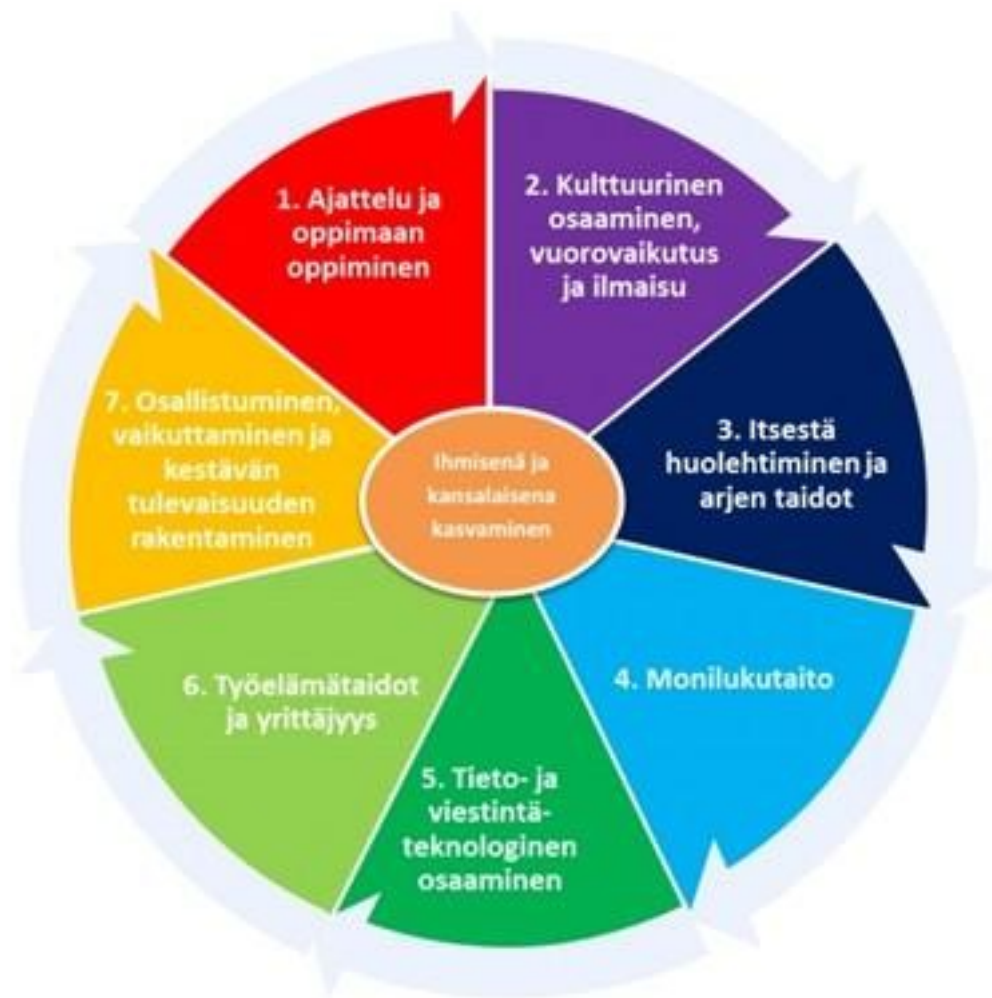 1. Ajattelu ja
oppimaan
oppiminen
2. Kulttuurinen
osaaminen,
vuorovaikutus
ja ilmaisu
3. Itsestä
huolehtiminen ja
arjen taidot
4. Monilukutaito
5. Tieto- ja
viestintä-
teknologinen
osaaminen
6. Työelämätaidot
ja yrittäjyys
7. Osallistuminen,
vaikuttaminen ja
kestävän
tulevaisuuden
rakentaminen
Ihmisenä ja
kansalaisena
kasvaminen